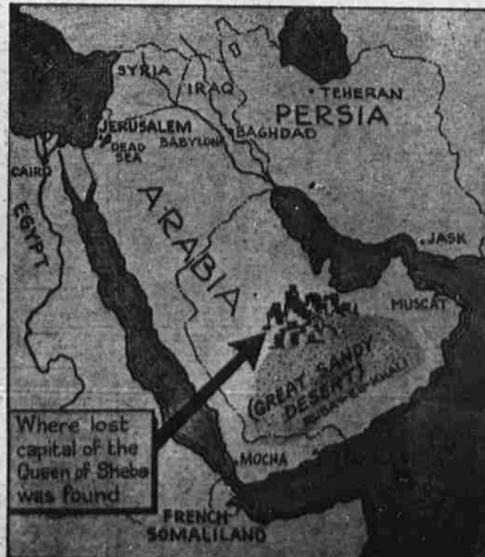 SYRIA
IRAQ
TEHERAN
PERSIA
JERUSALEM
DEAD
SEA
BABYLON
BAGHDAD
CAIRO
EGYPT
ARABIA
JASK
MUSCAT
(GREAT SANDY
DESERT)
Where lost
capital of the
Queen of Sheba
was found
MOCHA
FRENCH
SOMALILAND